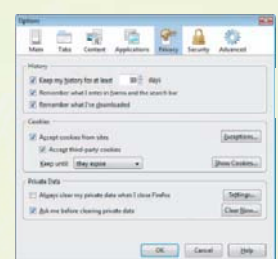 Options
Main Tabs Content Applications Privacy Security Advanced
History
Keep my history for at least days
Remember what I enter in forms and the search bar
Remember what I've downloaded
Cookies
Accept cookies from sites Exceptions...
Accept third-party cookies
Keep until: they expire Show Cookies...
Private Data
Always clear my private data when I close Firefox Settings...
Ask me before clearing private data Clear Now...
OK Cancel Help